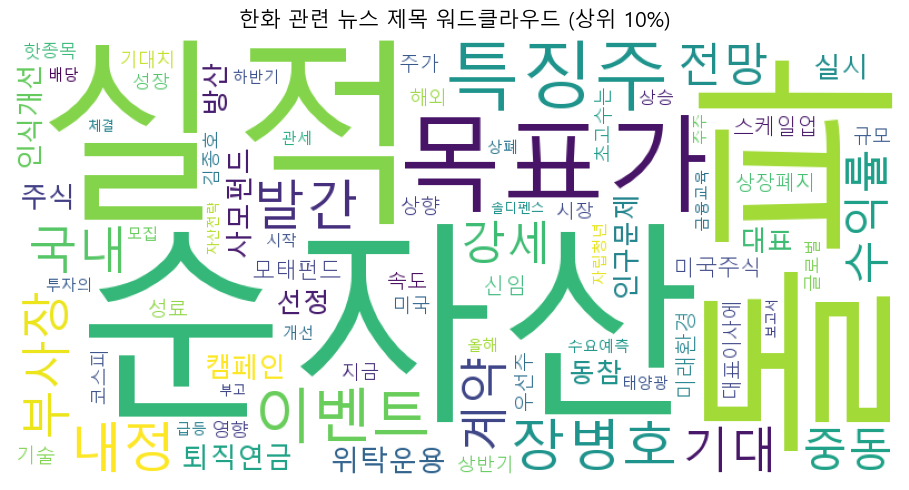 한화 관련 뉴스 제목 워드클라우드 (상위 10%)
핫종목
기대치
배당
성장
하반기
주가
해외
특징주
전망
실시
상승
방산
인식개선
실적
체결
관세
김종호
상폐
초고수는
목표가
주주
스케일업
규모
상장폐지
돌파
수익률
금융교육
주식
사모펀드
발간
상향
솔디펜스
시장
국내
모집
자산전략
시작
강세
인구문제
대표
자립청년
모태펀드
속도
미국주식
글로벌
투자의
순자산
선정
미국
신임
성료
개선
올해
수요예측
미래환경
대표이사에
보고서
부사장
코스피
캠페인
지금
우선주
동참
태양광
부고
이벤트
계약
내정
급등
영향
기술
퇴직연금
위탁운용
상반기
장병호
기대
중동